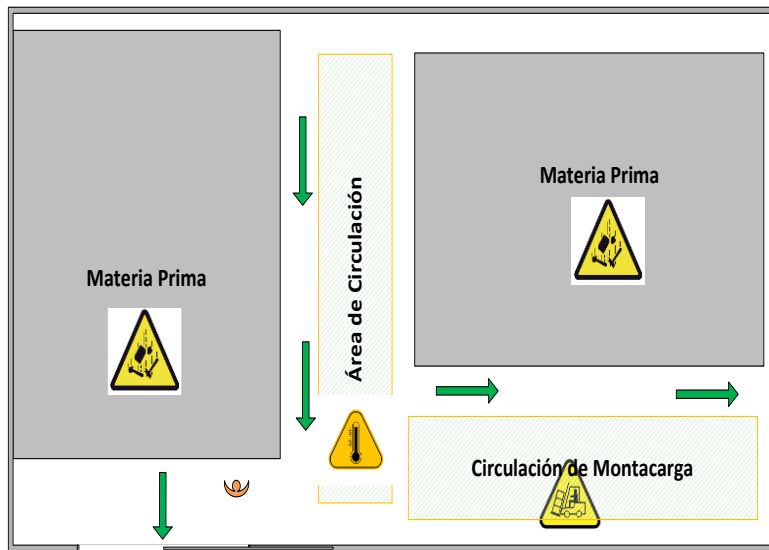 Materia Prima
Área de Circulación
Materia Prima
Circulación de Montacarga